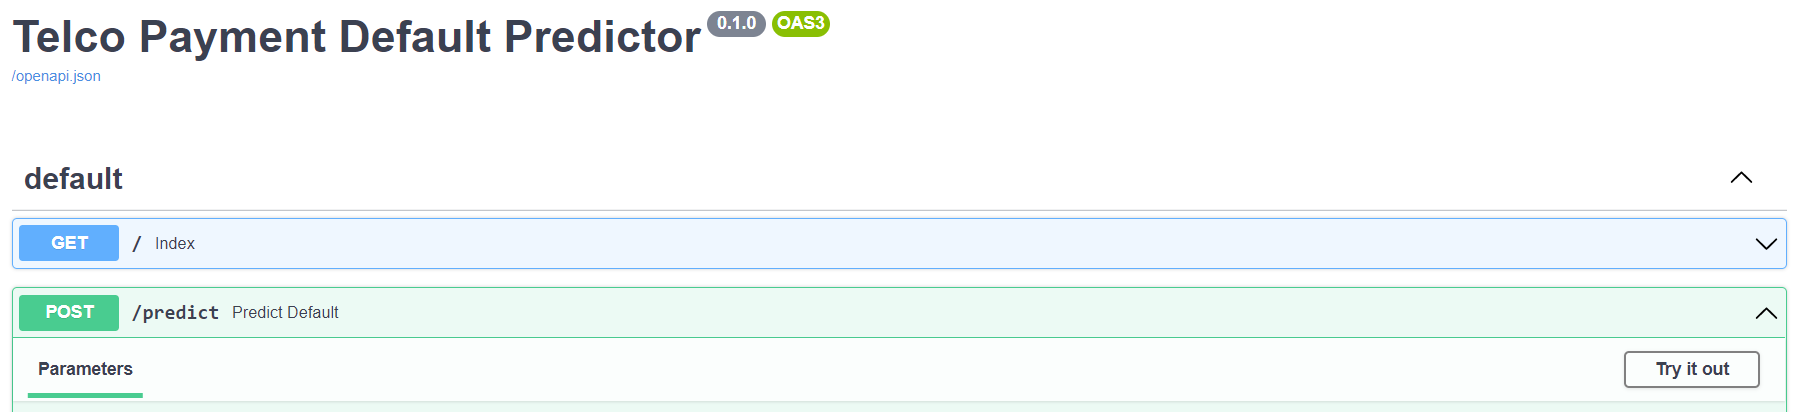 Telco Payment Default Predictor 0.1.0 OAS3
/openapi.json
default
GET / Index
POST /predict Predict Default
Parameters Try it out